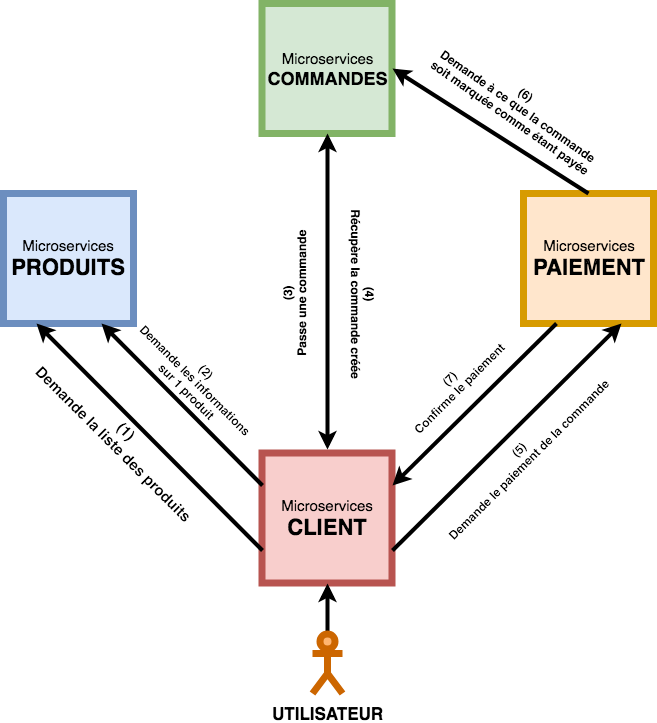 Microservices
COMMANDES
(6)
Demande à ce que la commande
soit marquée comme étant payée
Microservices
PRODUITS
Microservices
PAIEMENT
(3)
Passe une commande
(4)
Récupère la commande créée
(2)
Demande les informations
sur 1 produit
(1)
Demande la liste des produits
(7)
Confirme le paiement
(5)
Demande le paiement de la commande
Microservices
CLIENT
UTILISATEUR